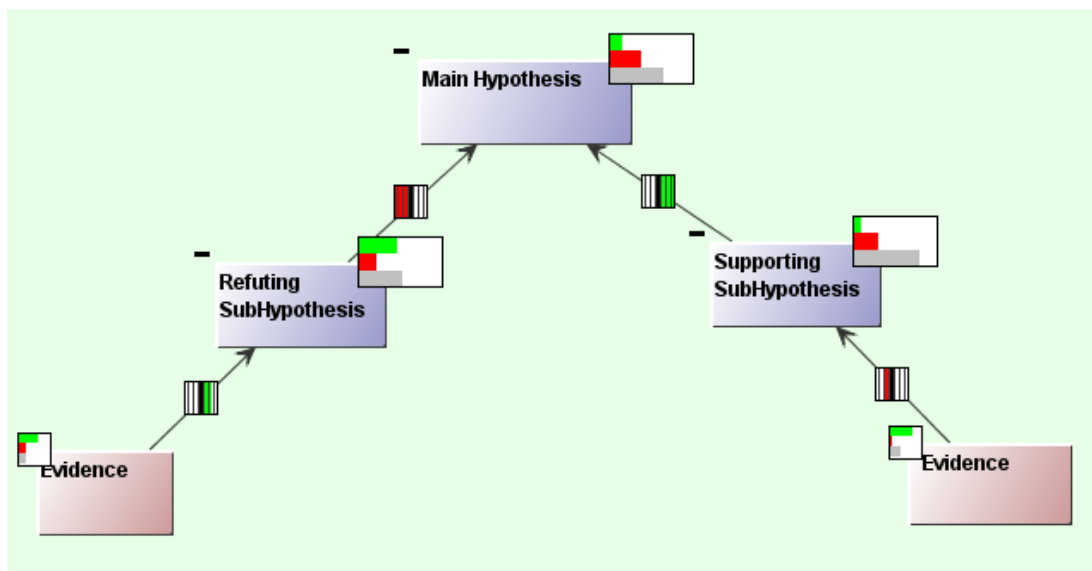 Main Hypothesis
Refuting
SubHypothesis
Supporting
SubHypothesis
Evidence
Evidence